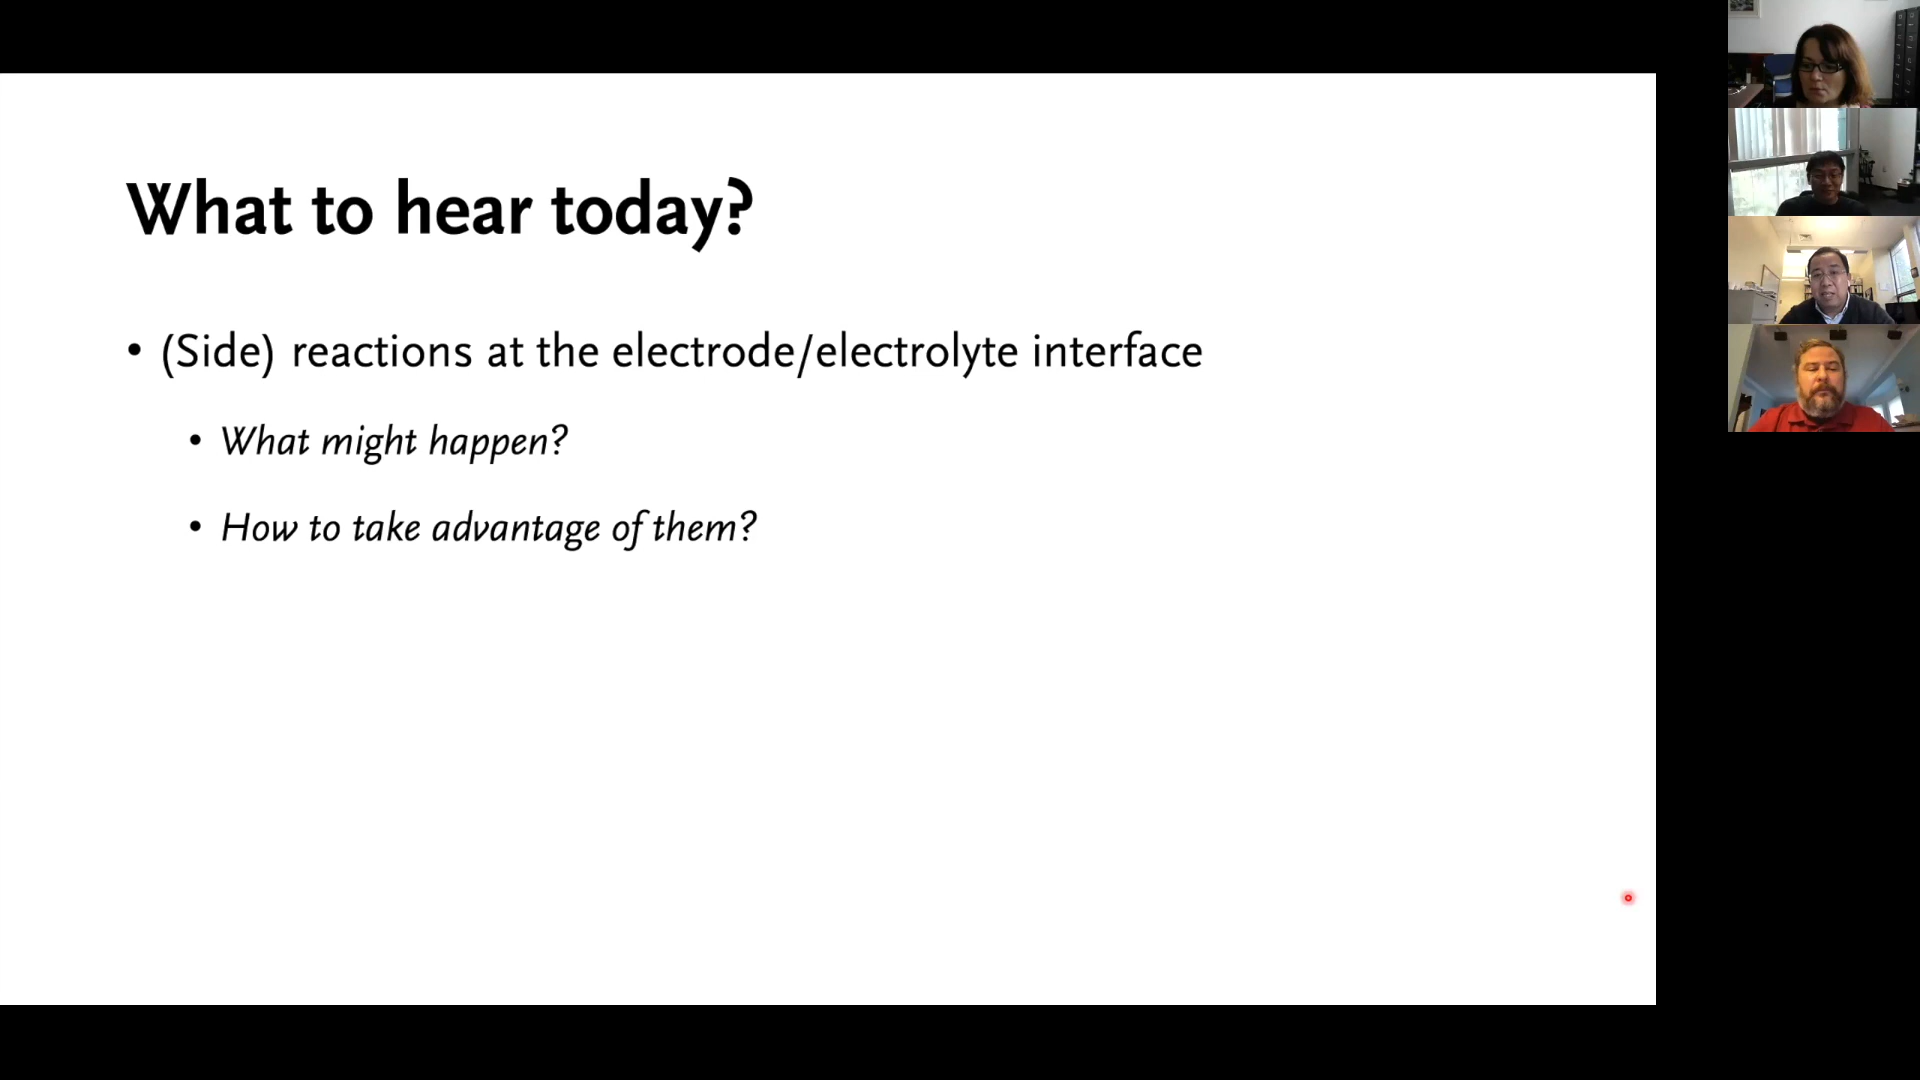 What to hear today?
• (Side) reactions at the electrode/electrolyte interface
• What might happen?
• How to take advantage of them?